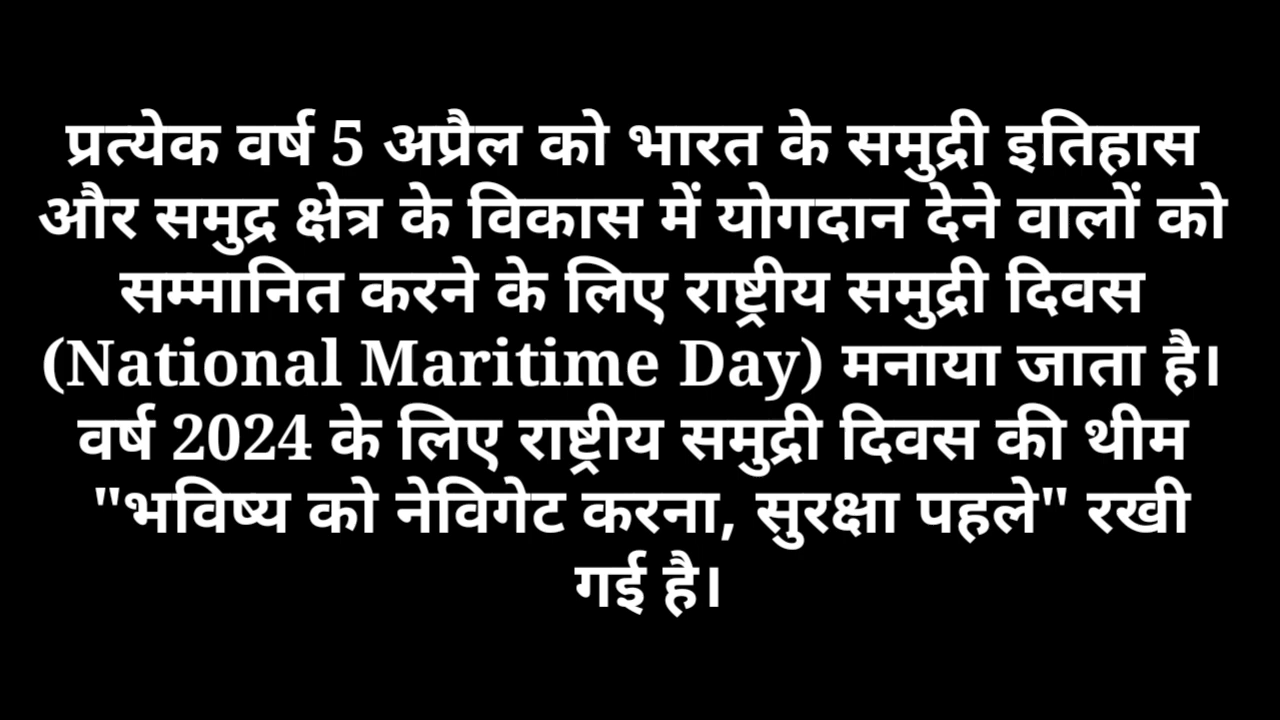 प्रत्येक वर्ष 5 अप्रैल को भारत के समुद्री इतिहास
और समुद्र क्षेत्र के विकास में योगदान देने वालों को
सम्मानित करने के लिए राष्ट्रीय समुद्री दिवस
(National Maritime Day) मनाया जाता है।
वर्ष 2024 के लिए राष्ट्रीय समुद्री दिवस की थीम
"भविष्य को नेविगेट करना, सुरक्षा पहले" रखी
गई है।